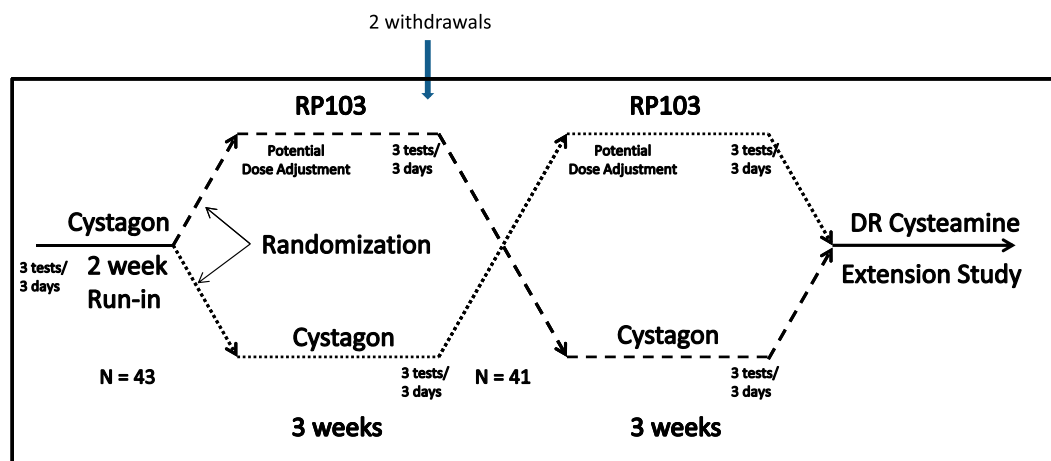 2 withdrawals
RP103
RP103
Potential
Dose Adjustment
3 tests/
3 days
Potential
Dose Adjustment
3 tests/
3 days
Cystagon
Randomization
DR Cysteamine
3 tests/
3 days
2 week
Run-in
Extension Study
Cystagon
Cystagon
N = 43
3 tests/
3 days
N = 41
3 tests/
3 days
3 weeks
3 weeks